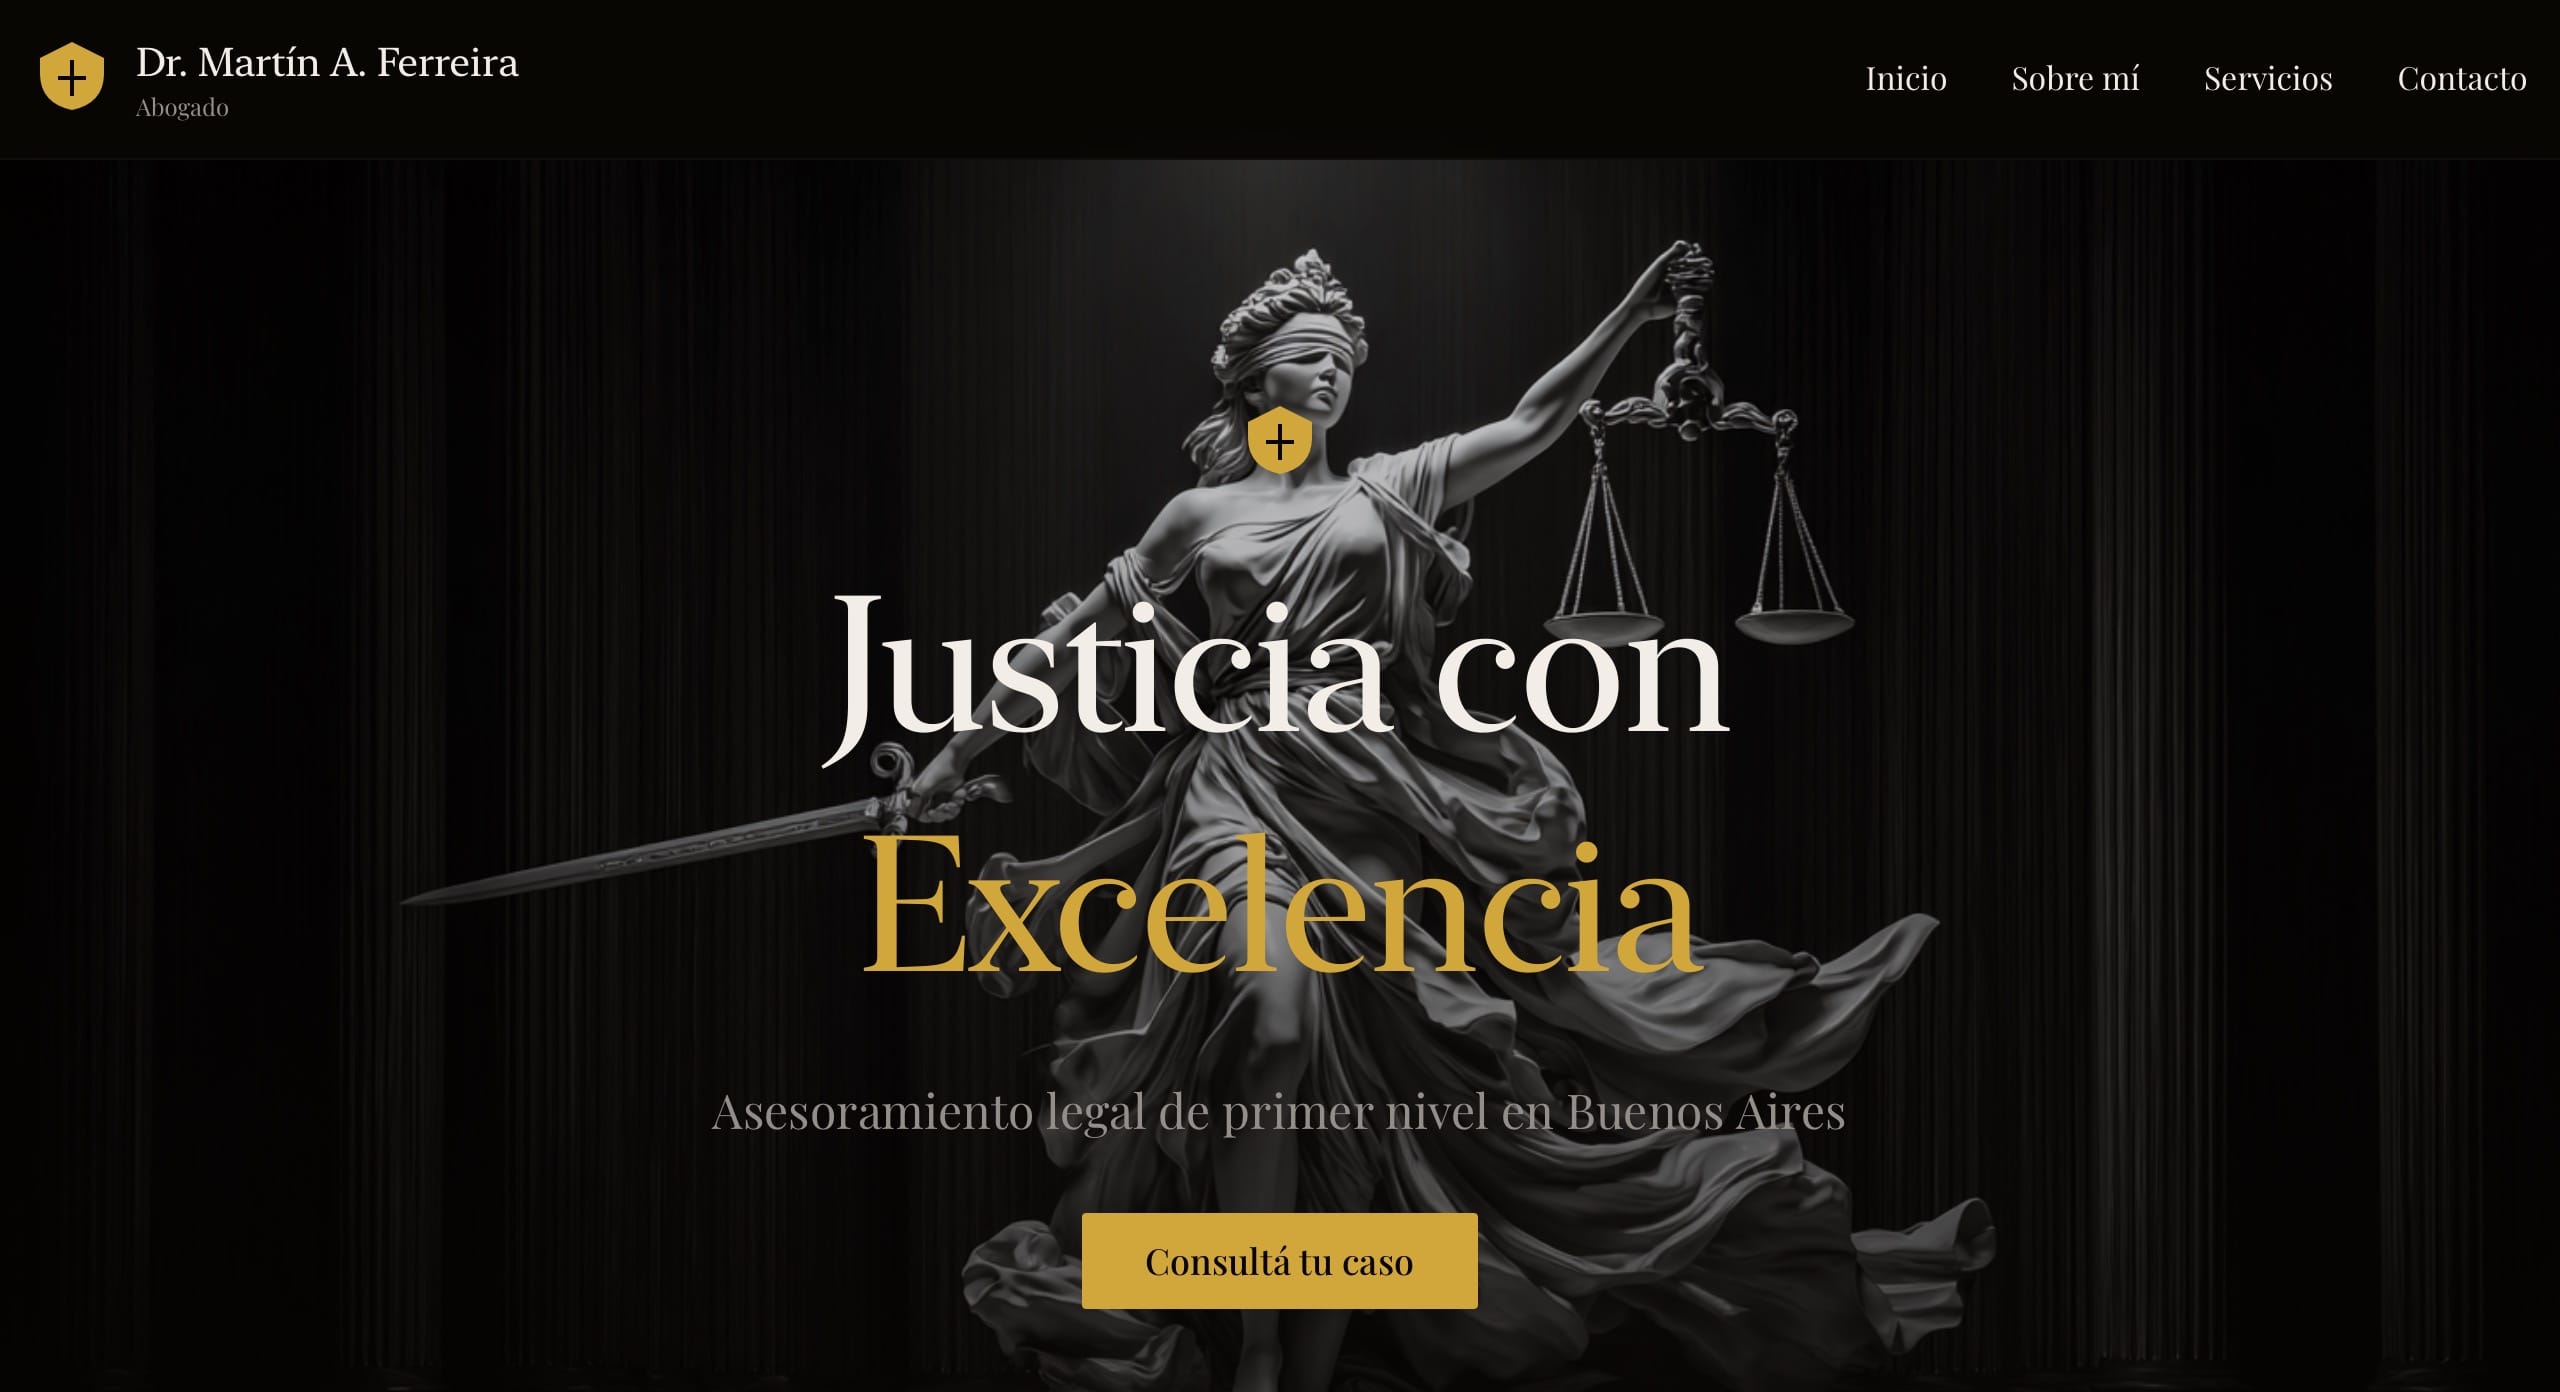 Dr. Martín A. Ferreira
Abogado
Inicio Sobre mí Servicios Contacto
Justicia con
Excelencia
Asesoramiento legal de primer nivel en Buenos Aires
Consultá tu caso